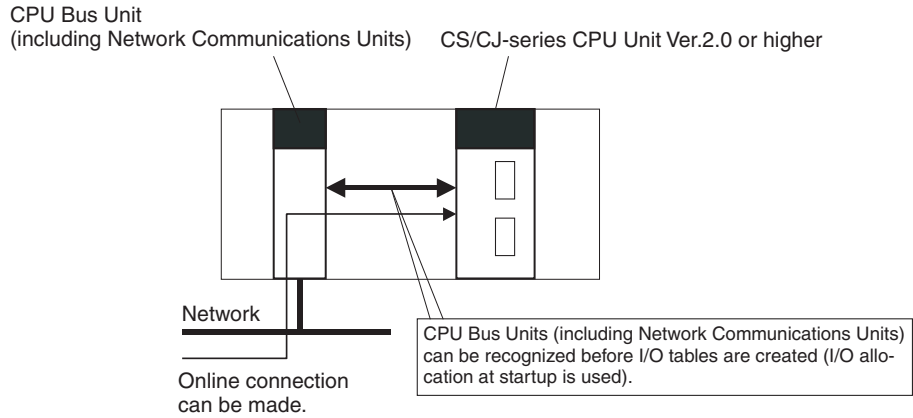 CPU Bus Unit
(including Network Communications Units)
CS/CJ-series CPU Unit Ver.2.0 or higher
Network
Online connection
can be made.
CPU Bus Units (including Network Communications Units)
can be recognized before I/O tables are created (I/O allo-
cation at startup is used).